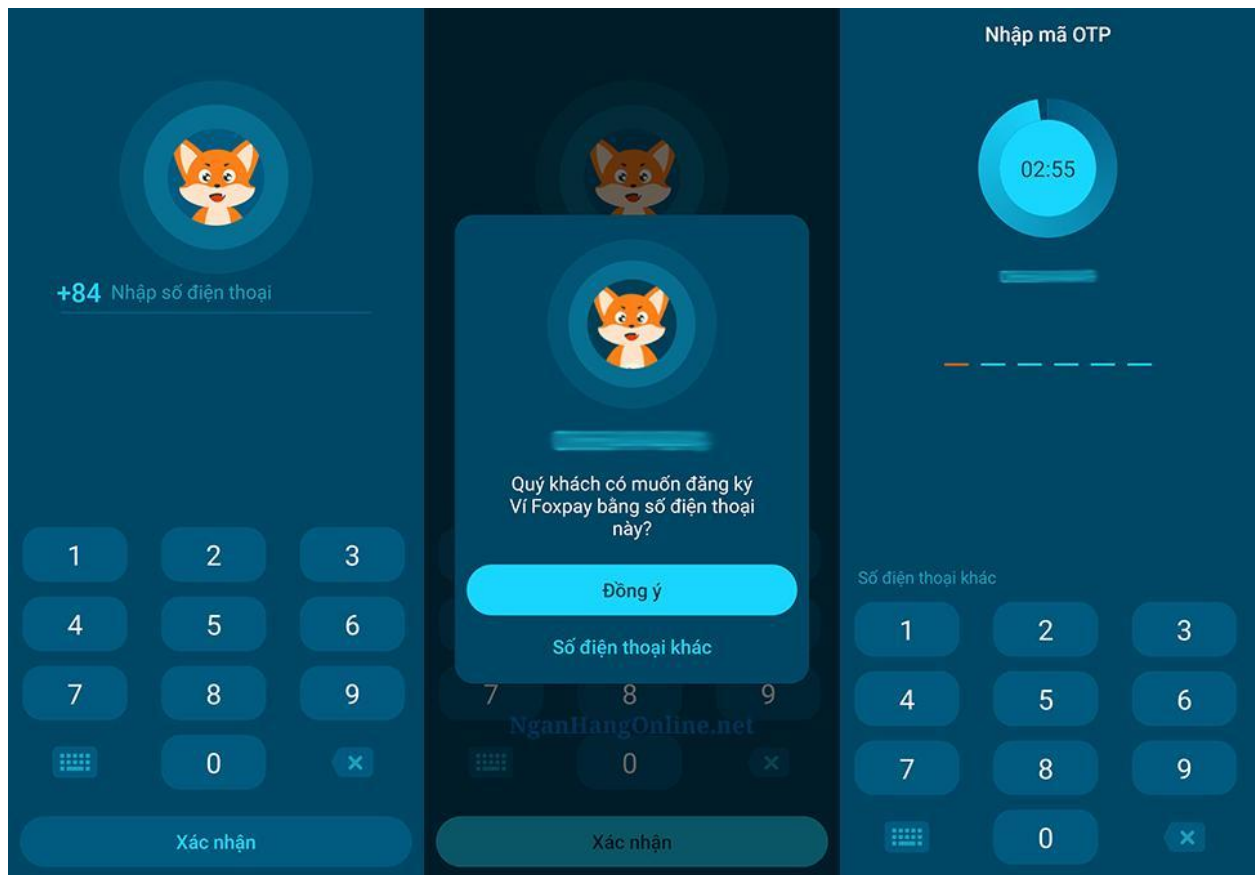 +84 Nhập số điện thoại
1 2 3
4 5 6
7 8 9
0
Xác nhận
Quý khách có muốn đăng ký
Ví Foxpay bằng số điện thoại
này?
Đồng ý
Số điện thoại khác
7 8 9
NganHangOnline.net
0
Xác nhận
Nhập mã OTP
02:55
Số điện thoại khác
1 2 3
4 5 6
7 8 9
0